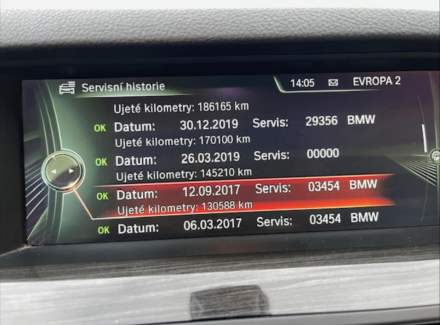 Servisní historie 14:05 EVROPA 2
Ujeté kilometry: 186165 km
OK Datum: 30.12.2019 Servis: 29356 BMW
Ujeté kilometry: 170100 km
OK Datum: 26.03.2019 Servis: 00000
Ujeté kilometry: 145210 km
OK Datum: 12.09.2017 Servis: 03454 BMW
Ujeté kilometry: 130588 km
OK Datum: 06.03.2017 Servis: 03454 BMW